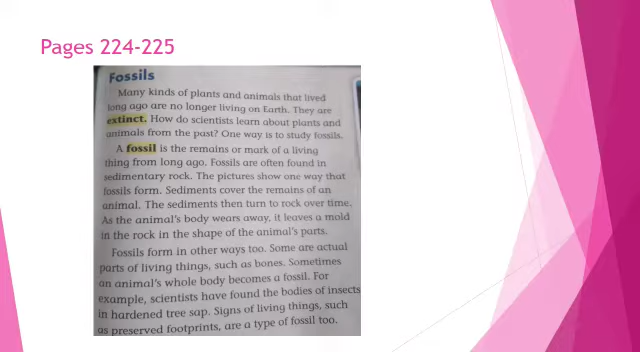 Pages 224-225
Fossils
Many kinds of plants and animals that lived
long ago are no longer living on Earth. They are
extinct. How do scientists learn about plants and
animals from the past? One way is to study fossils.
A fossil is the remains or mark of a living
thing from long ago. Fossils are often found in
sedimentary rock. The pictures show one way that
fossils form. Sediments cover the remains of an
animal. The sediments then turn to rock over time.
As the animal's body wears away, it leaves a mold
in the rock in the shape of the animal's parts.
Fossils form in other ways too. Some are actual
parts of living things, such as bones. Sometimes
an animal's whole body becomes a fossil. For
example, scientists have found the bodies of insects
in hardened tree sap. Signs of living things, such
as preserved footprints, are a type of fossil too.